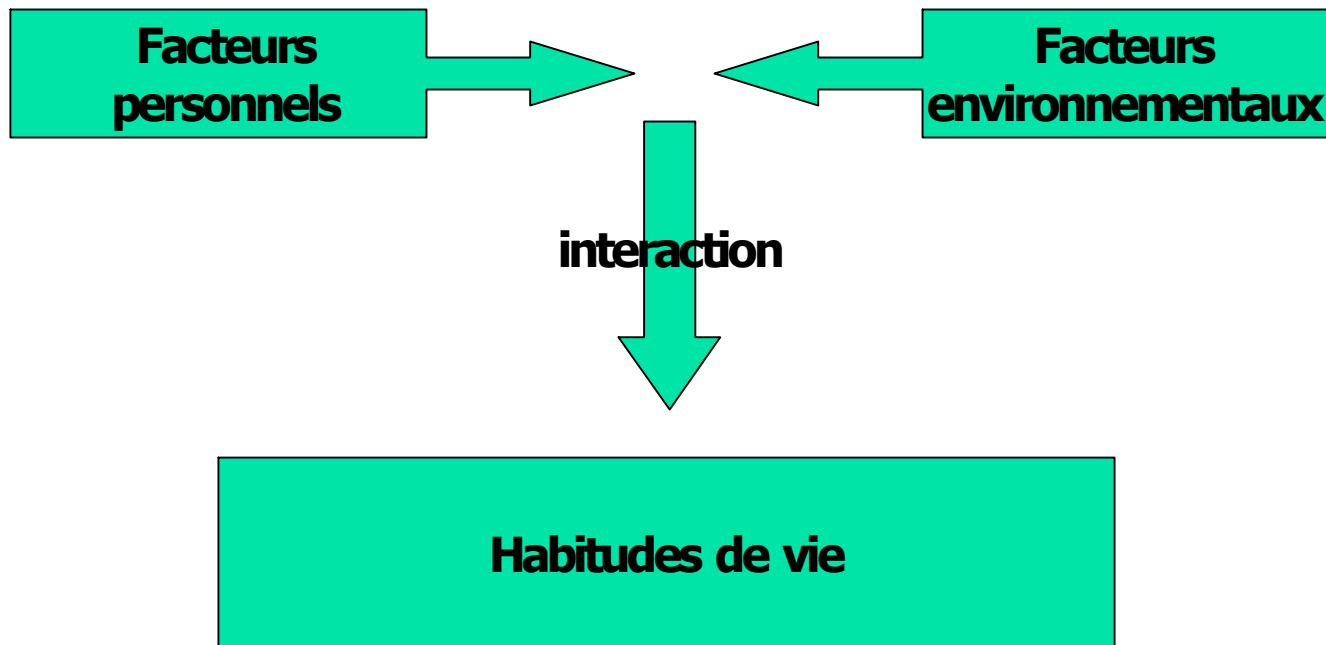 Facteurs
personnels
Facteurs
environnementaux
interaction
Habitudes de vie